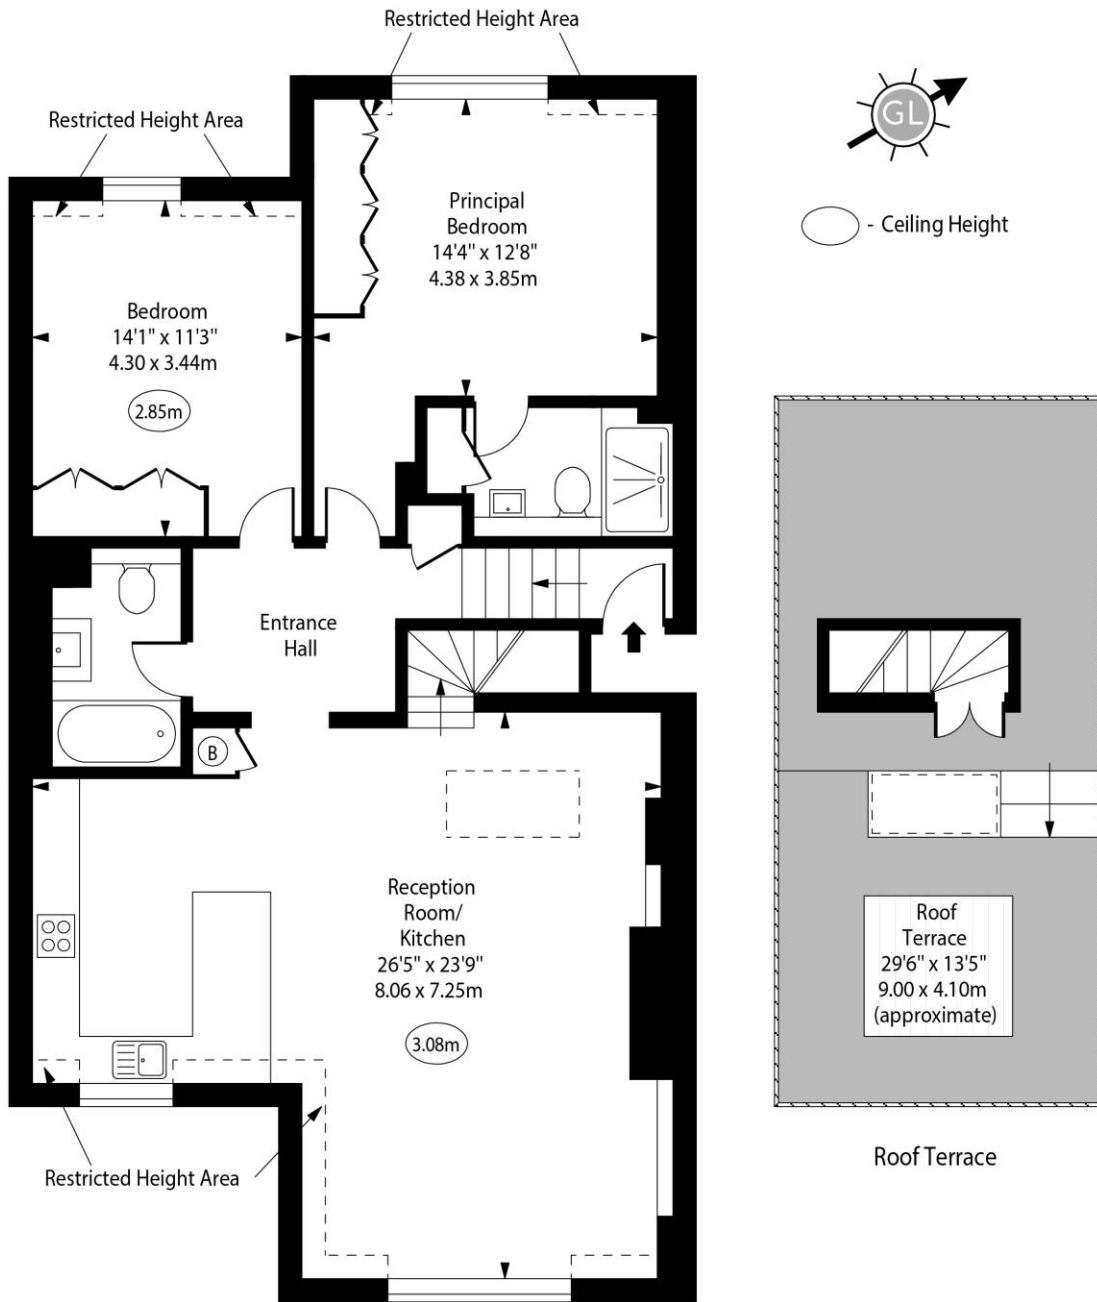 Restricted Height Area
Restricted Height Area
GL
- Ceiling Height
Principal
Bedroom
14'4" x 12'8"
4.38 x 3.85m
Bedroom
14'1" x 11'3"
4.30 x 3.44m
2.85m
Entrance
Hall
B
Reception
Room/
Kitchen
26'5" x 23'9"
8.06 x 7.25m
3.08m
Roof
Terrace
29'6" x 13'5"
9.00 x 4.10m
(approximate)
Restricted Height Area
Roof Terrace